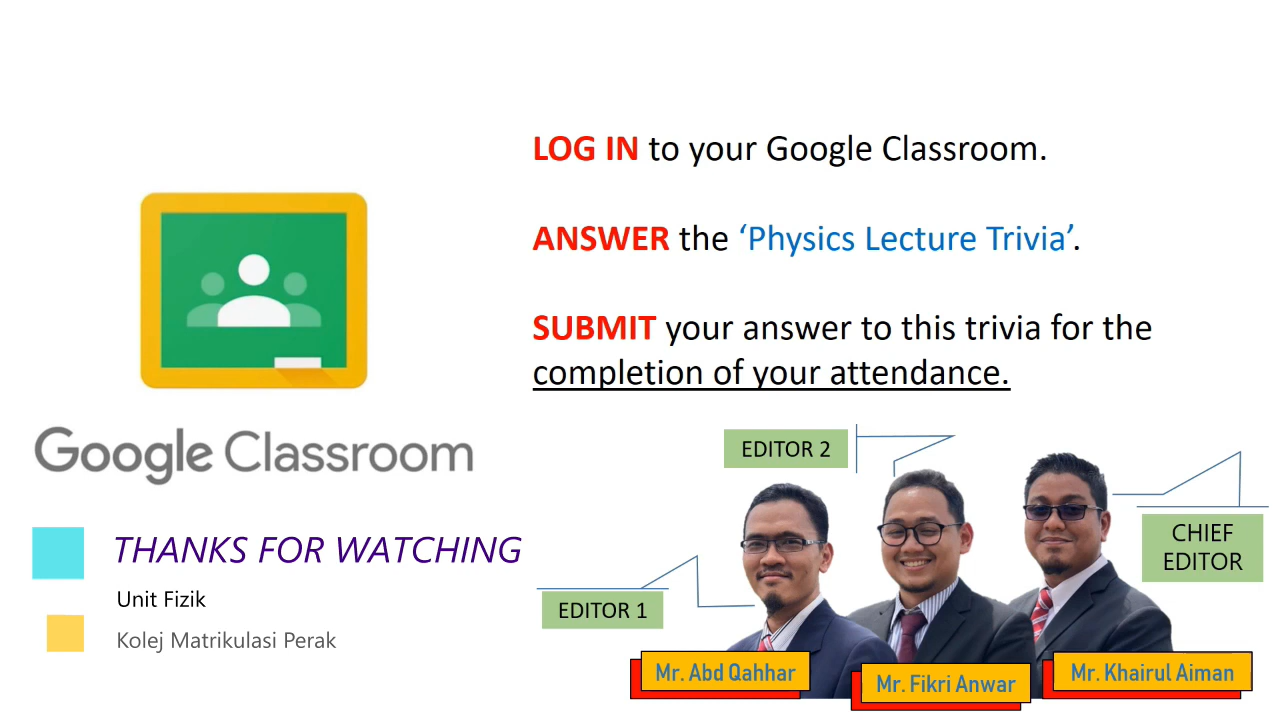 LOG IN to your Google Classroom.
ANSWER the ‘Physics Lecture Trivia’.
SUBMIT your answer to this trivia for the
completion of your attendance.
Google Classroom
THANKS FOR WATCHING
Unit Fizik
Kolej Matrikulasi Perak
EDITOR 1
EDITOR 2
CHIEF
EDITOR
Mr. Abd Qahhar
Mr. Fikri Anwar
Mr. Khairul Aiman